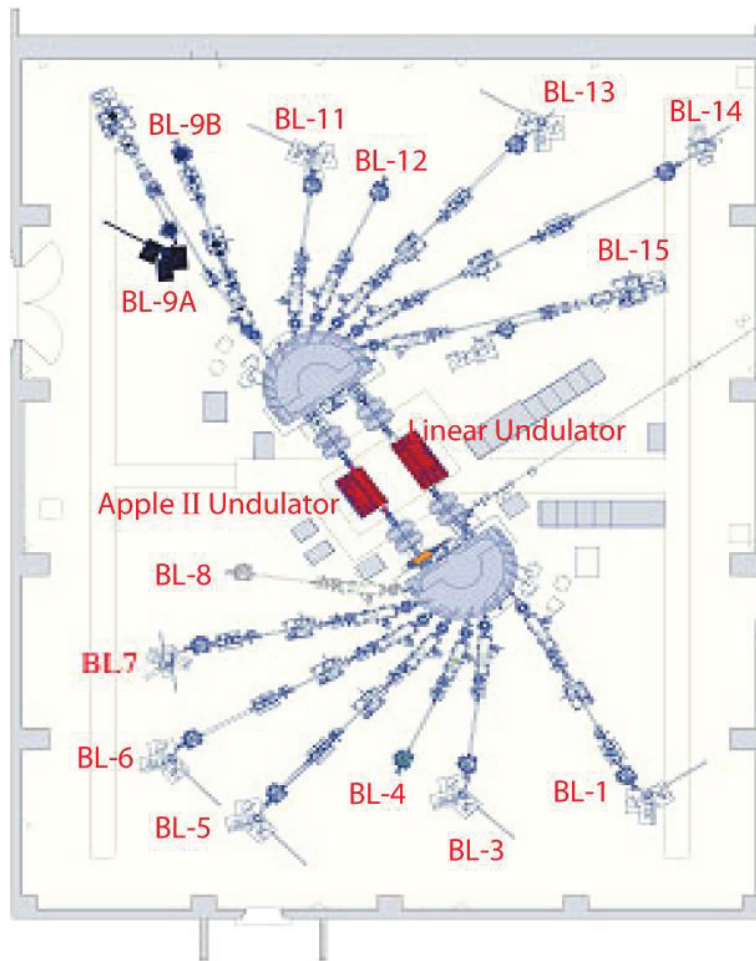 BL-13
BL-14
BL-9B
BL-11
BL-12
BL-15
BL-9A
Linear Undulator
Apple II Undulator
BL-8
BL7
BL-6
BL-4
BL-1
BL-5
BL-3